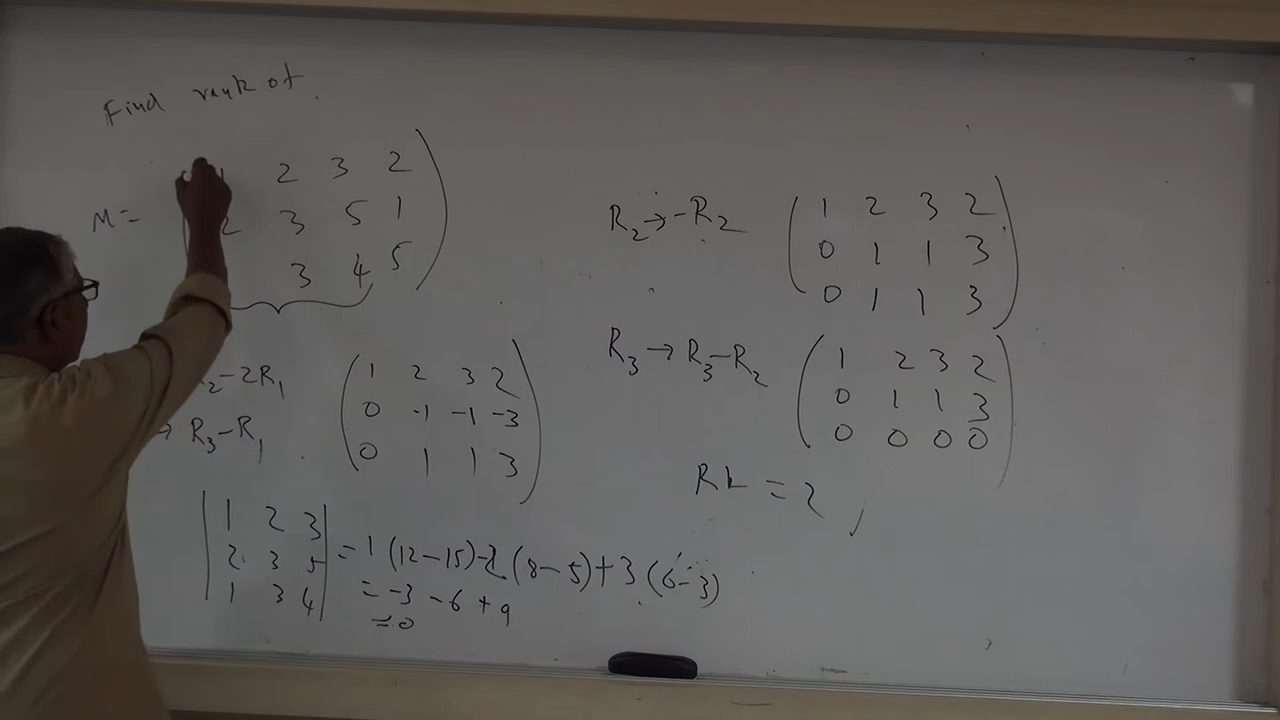 Find rank of
1 2 3 2
M = 2 3 5 1
3 4 5
R2-2R1 1 2 3 2
0 -1 -1 -3
→ R3-R1 0 1 1 3
1 2 3
2 3 5 = 1 (12-15)-2 (8-5)+3 (6-3)
1 3 4 = -3 -6 +9
=0
R2→-R2 1 2 3 2
0 1 1 3
0 1 1 3
R3→R3-R2 1 2 3 2
0 1 1 3
0 0 0 0
Rk = 2